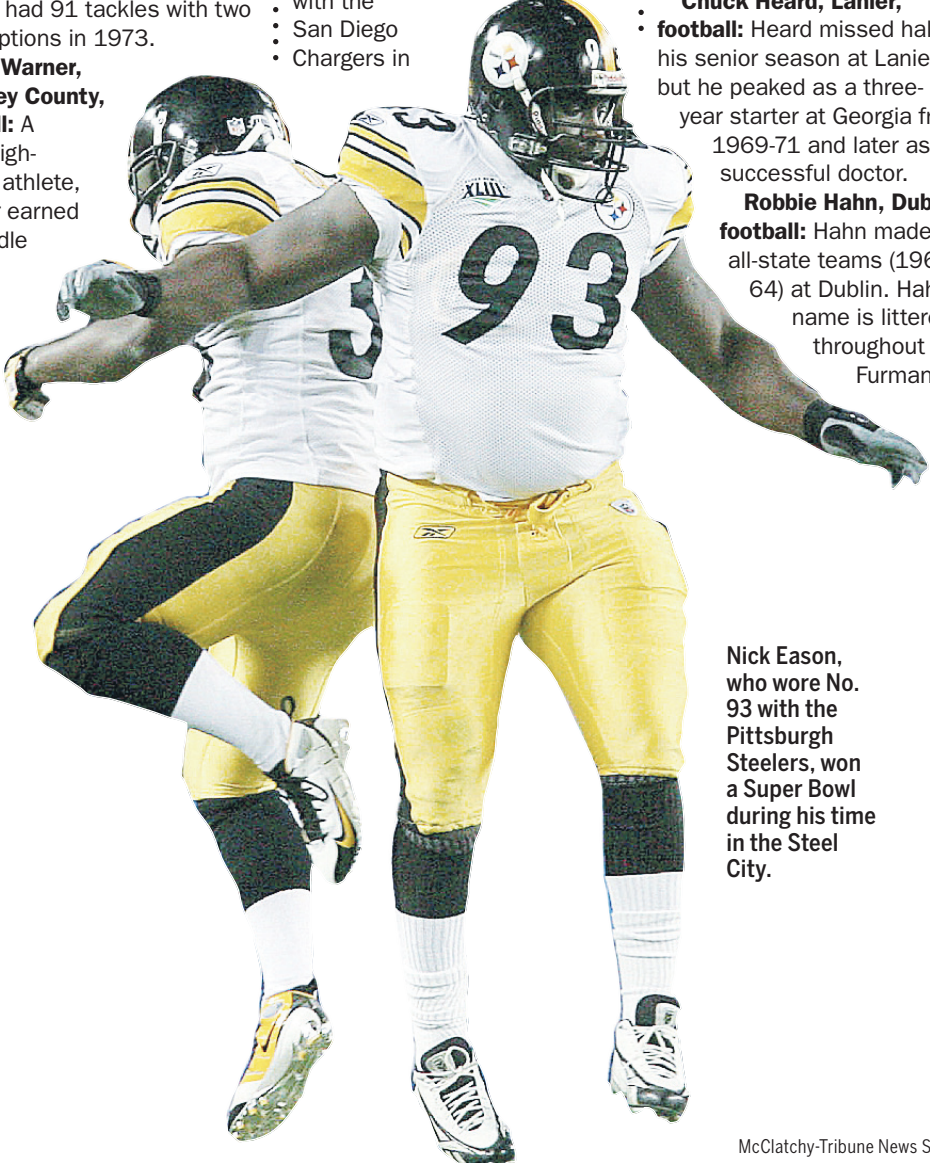 had 91 tackles with two
ptions in 1973.
Warner,
ey County,
ll: A
igh-
athlete,
earned
dle
with the
San Diego
Chargers in
Chuck Heard, Lanier,
football: Heard missed hal
his senior season at Lanie
but he peaked as a three-
year starter at Georgia fr
1969-71 and later as
successful doctor.
Robbie Hahn, Dub
football: Hahn made
all-state teams (196
64) at Dublin. Hah
name is littere
throughout
Furman
XLIII
93
93
3
Nick Eason,
who wore No.
93 with the
Pittsburgh
Steelers, won
a Super Bowl
during his time
in the Steel
City.
McClatchy-Tribune News S